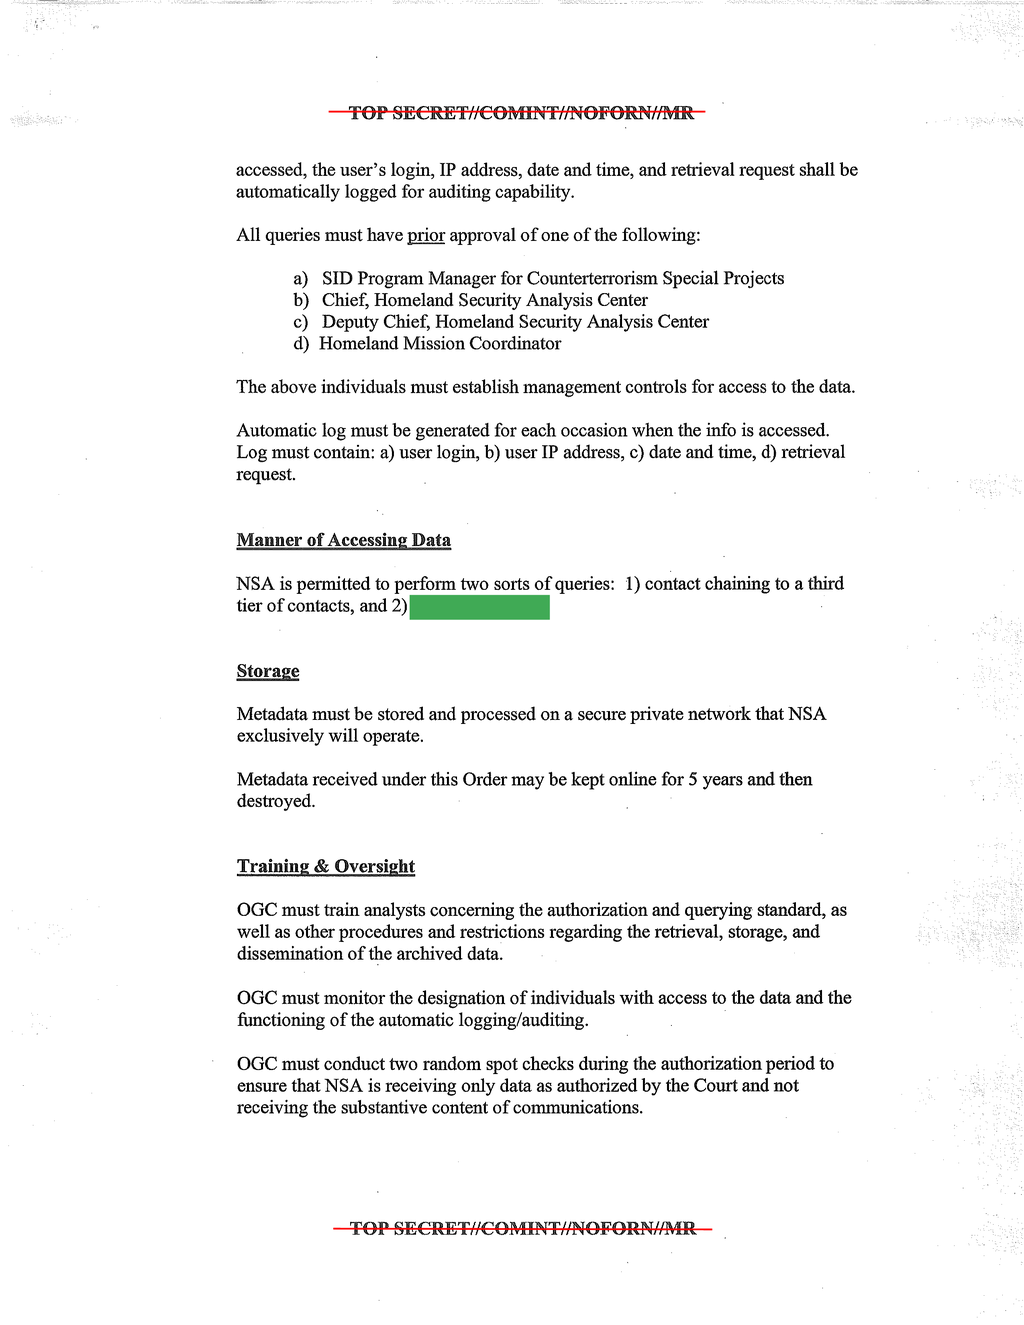 TOP SECRET//COMINT//NOFORN//MR
accessed, the user's login, IP address, date and time, and retrieval request shall be
automatically logged for auditing capability.
All queries must have prior approval of one of the following:
a) SID Program Manager for Counterterrorism Special Projects
b) Chief, Homeland Security Analysis Center
c) Deputy Chief, Homeland Security Analysis Center
d) Homeland Mission Coordinator
The above individuals must establish management controls for access to the data.
Automatic log must be generated for each occasion when the info is accessed.
Log must contain: a) user login, b) user IP address, c) date and time, d) retrieval
request.
Manner of Accessing Data
NSA is permitted to perform two sorts of queries: 1) contact chaining to a third
tier of contacts, and 2)
Storage
Metadata must be stored and processed on a secure private network that NSA
exclusively will operate.
Metadata received under this Order may be kept online for 5 years and then
destroyed.
Training & Oversight
OGC must train analysts concerning the authorization and querying standard, as
well as other procedures and restrictions regarding the retrieval, storage, and
dissemination of the archived data.
OGC must monitor the designation of individuals with access to the data and the
functioning of the automatic logging/auditing.
OGC must conduct two random spot checks during the authorization period to
ensure that NSA is receiving only data as authorized by the Court and not
receiving the substantive content of communications.
TOP SECRET//COMINT//NOFORN//MR